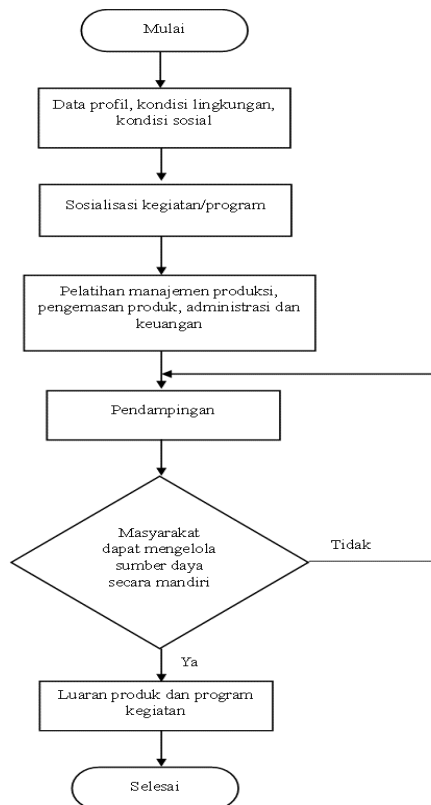 Mulai
Data profil, kondisi lingkungan,
kondisi sosial
Sosialisasi kegiatan/program
Pelatihan manajemen produksi,
pengemasan produk, administrasi dan
keuangan
Pendampingan
Masyarakat
dapat mengelola
sumber daya
secara mandiri
Tidak
Ya
Luaran produk dan program
kegiatan
Selesai